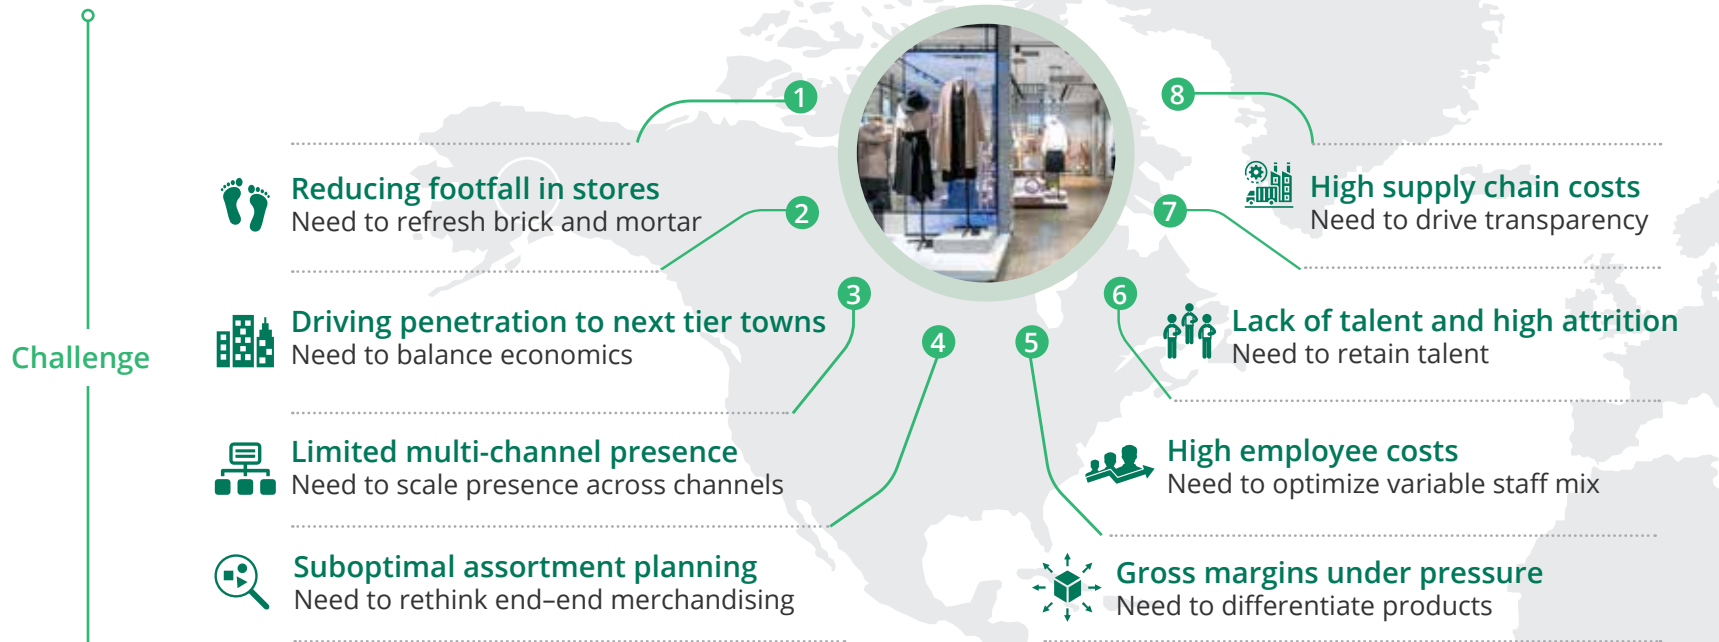 Challenge
1
Reducing footfall in stores
Need to refresh brick and mortar
2
Driving penetration to next tier towns
Need to balance economics
3
Limited multi-channel presence
Need to scale presence across channels
4
Suboptimal assortment planning
Need to rethink end–end merchandising
5
Gross margins under pressure
Need to differentiate products
6
High employee costs
Need to optimize variable staff mix
7
Lack of talent and high attrition
Need to retain talent
8
High supply chain costs
Need to drive transparency